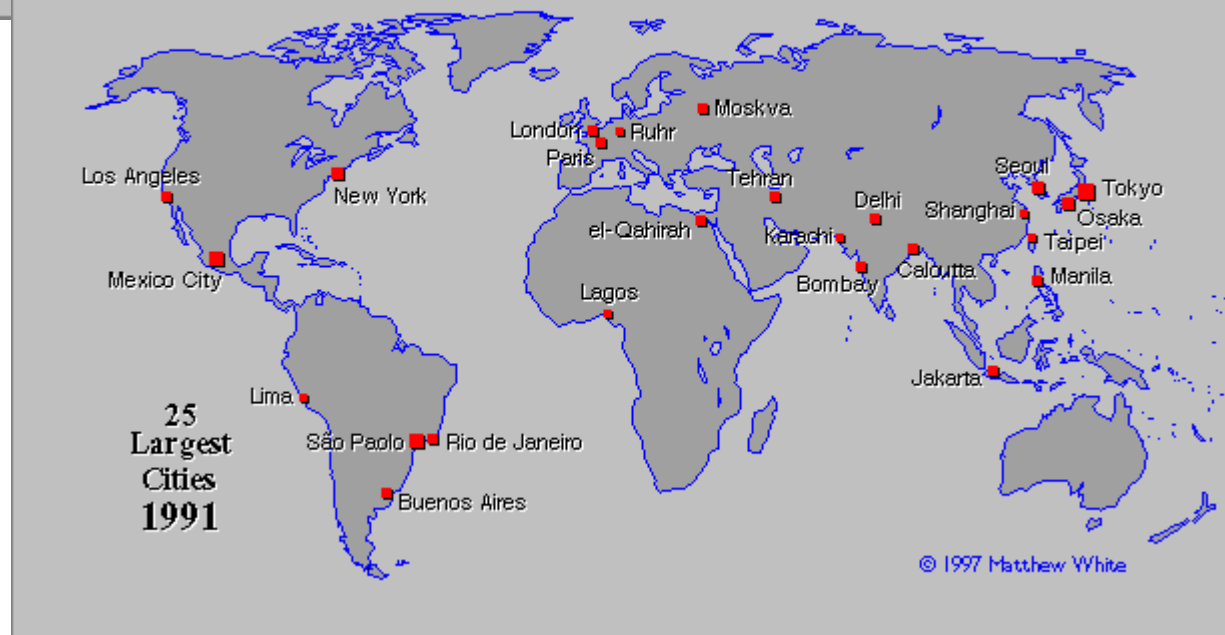 Moskva
London
Ruhr
Paris
Los Angeles
New York
Tehran
Seoul
Tokyo
Delhi
Shanghai
Osaka
el-Qahirah
Karachi
Taipei
Mexico City
Bombay
Calcutta
Manila
Lagos
Jakarta
Lima
25
Largest
Cities
1991
São Paolo
Rio de Janeiro
Buenos Aires
© 1997 Matthew White